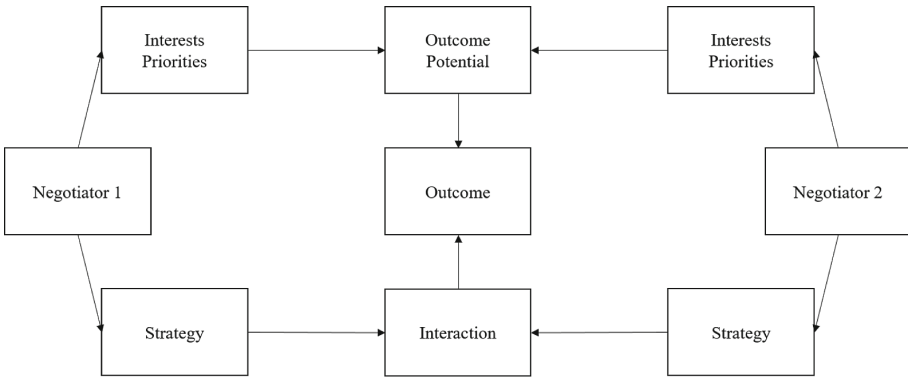 Interests
Priorities
Outcome
Potential
Interests
Priorities
Negotiator 1
Outcome
Negotiator 2
Strategy
Interaction
Strategy